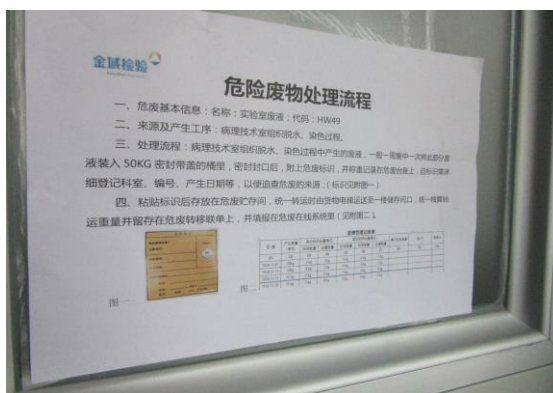 金域检验
危险废物处理流程
一、危废基本信息：名称：实验室废液；代码：HW49
二、来源及产生工序：病理技术室组织脱水、染色过程。
三、处理流程：病理技术室组织脱水、染色过程中产生的废液，一般一周集中一次将此部分废
液装入 50KG 密封带盖的桶里，密封封口后，附上危废标识，并称重记录在危废台账上，且标识需详
细登记科室、编号、产生日期等，以便追查危废的来源；（标识见附图一）
四、粘贴标识后存放在危废贮存间，统一转运时由货物电梯运送至一楼储存间口，统一核算转
运重量并留存在危废转移联单上，并填报在危废在线系统里（见附图二）。
图一
图二